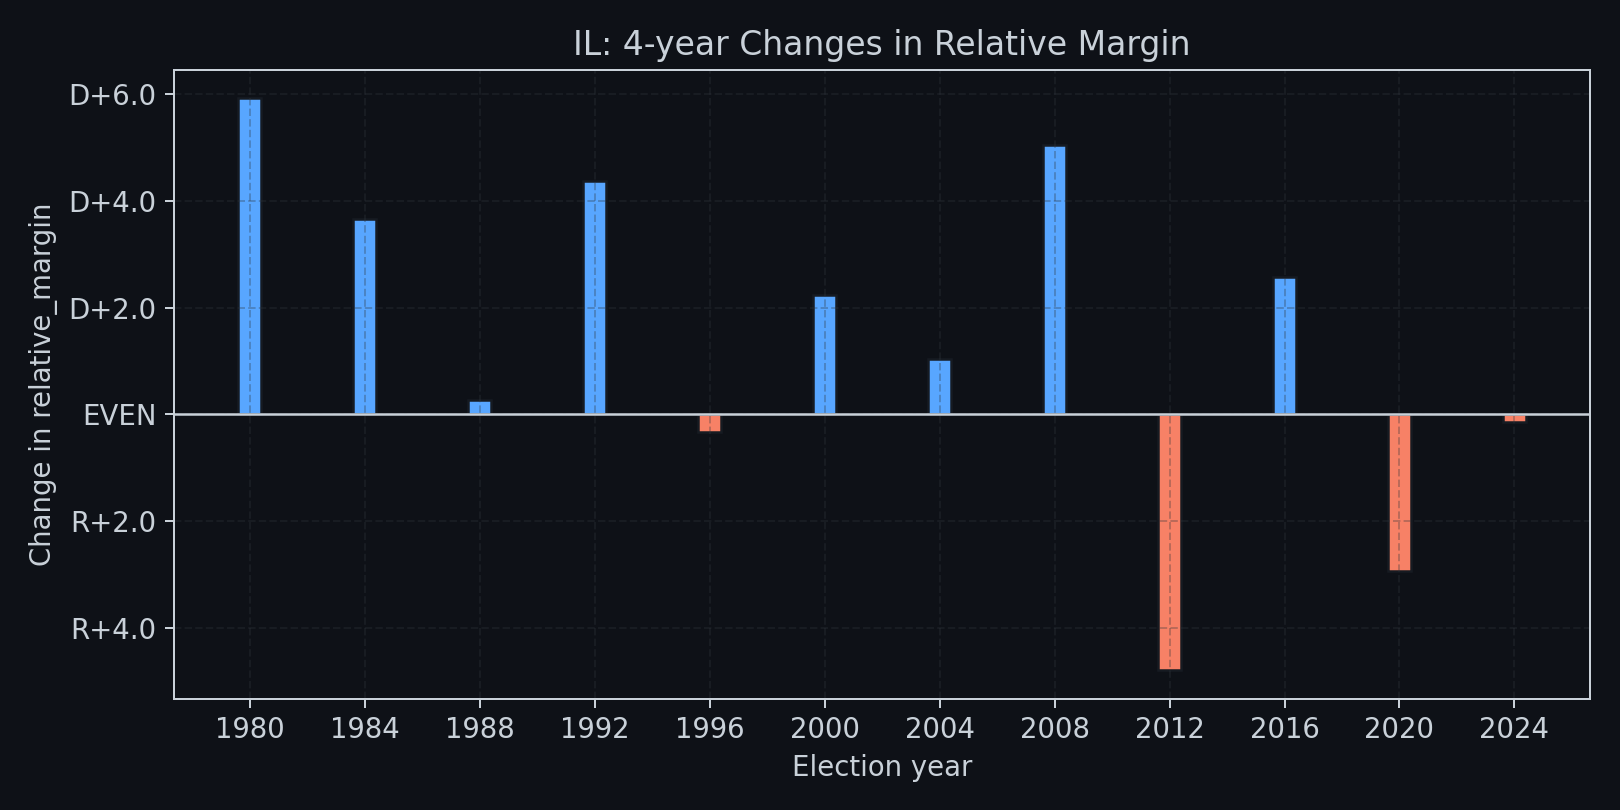 IL: 4-year Changes in Relative Margin
Change in relative_margin
D+6.0
D+4.0
D+2.0
EVEN
R+2.0
R+4.0
1980 1984 1988 1992 1996 2000 2004 2008 2012 2016 2020 2024
Election year